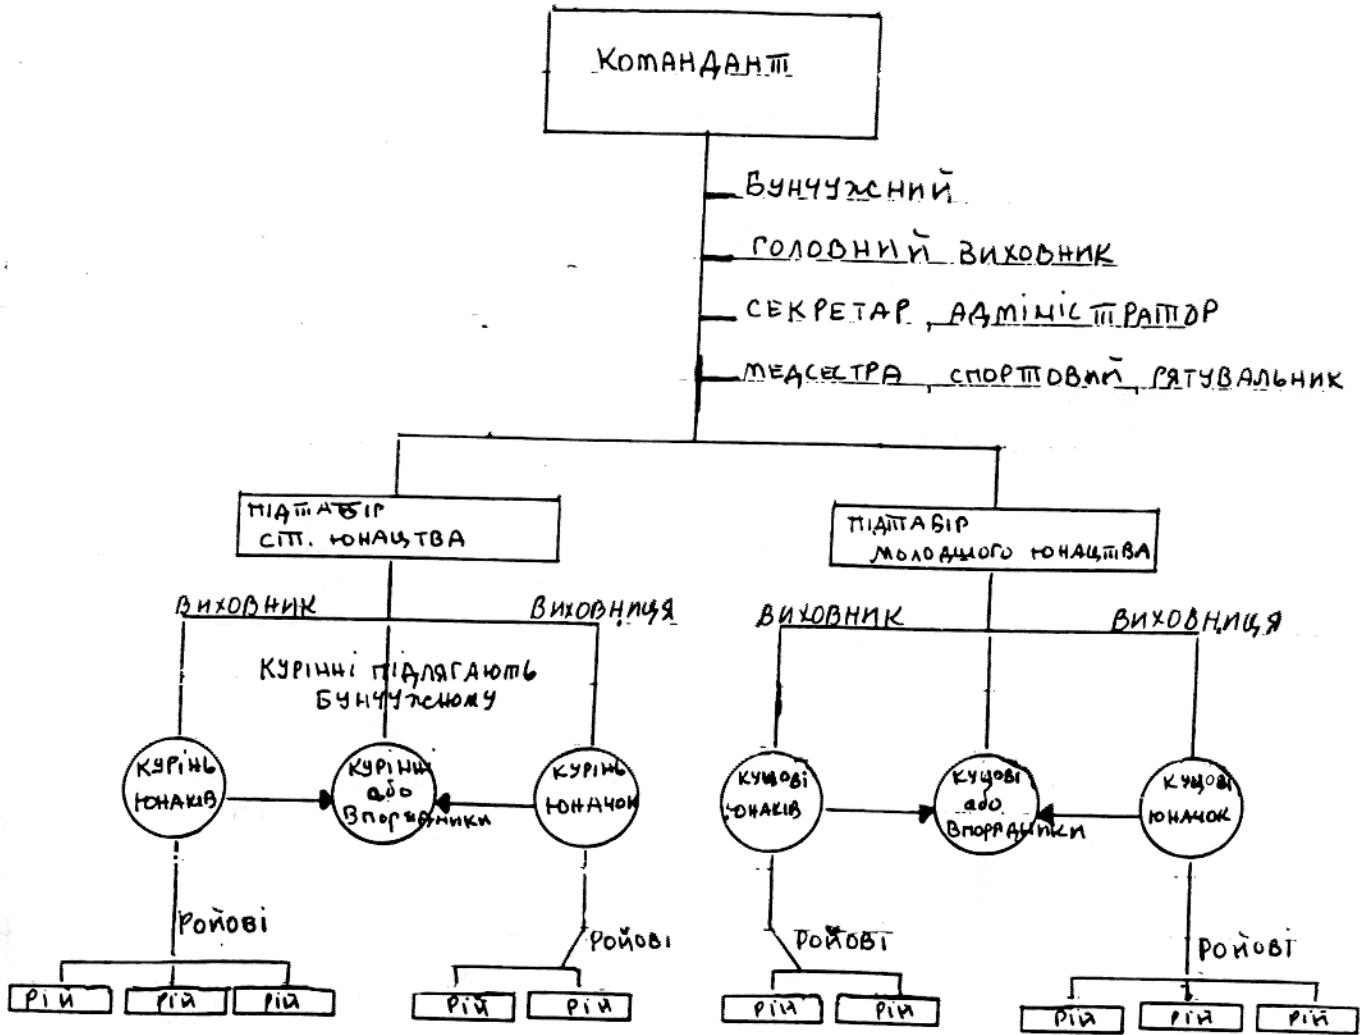 КОМАНДАНТ
БУНЧУЖНИЙ
ГОЛОВНИЙ ВИХОВНИК
СЕКРЕТАР, АДМІНІСТРАТОР
МЕДСЕСТРА, СПОРТОВИЙ, РЯТУВАЛЬНИК
ПІДТАБІР
СТ. ЮНАЦТВА
ПІДТАБІР
МОЛОДШОГО ЮНАЦТВА
ВИХОВНИК
ВИХОВНИЦЯ
ВИХОВНИК
ВИХОВНИЦЯ
КУРІННІ ПІДЛЯГАЮТЬ
БУНЧУЖНОМУ
КУРІНЬ
ЮНАКІВ
КУРІННІ
або
ВПОРЯДНИКИ
КУРІНЬ
ЮНАЧОК
КУЩОВІ
ЮНАКІВ
КУЩОВІ
або
ВПОРЯДНИКИ
КУЩОВІ
ЮНАЧОК
РОЙОВІ
РОЙОВІ
РОЙОВІ
РОЙОВІ
РІЙ
РІЙ
РІЙ
РІЙ
РІЙ
РІЙ
РІЙ
РІЙ
РІЙ
РІЙ